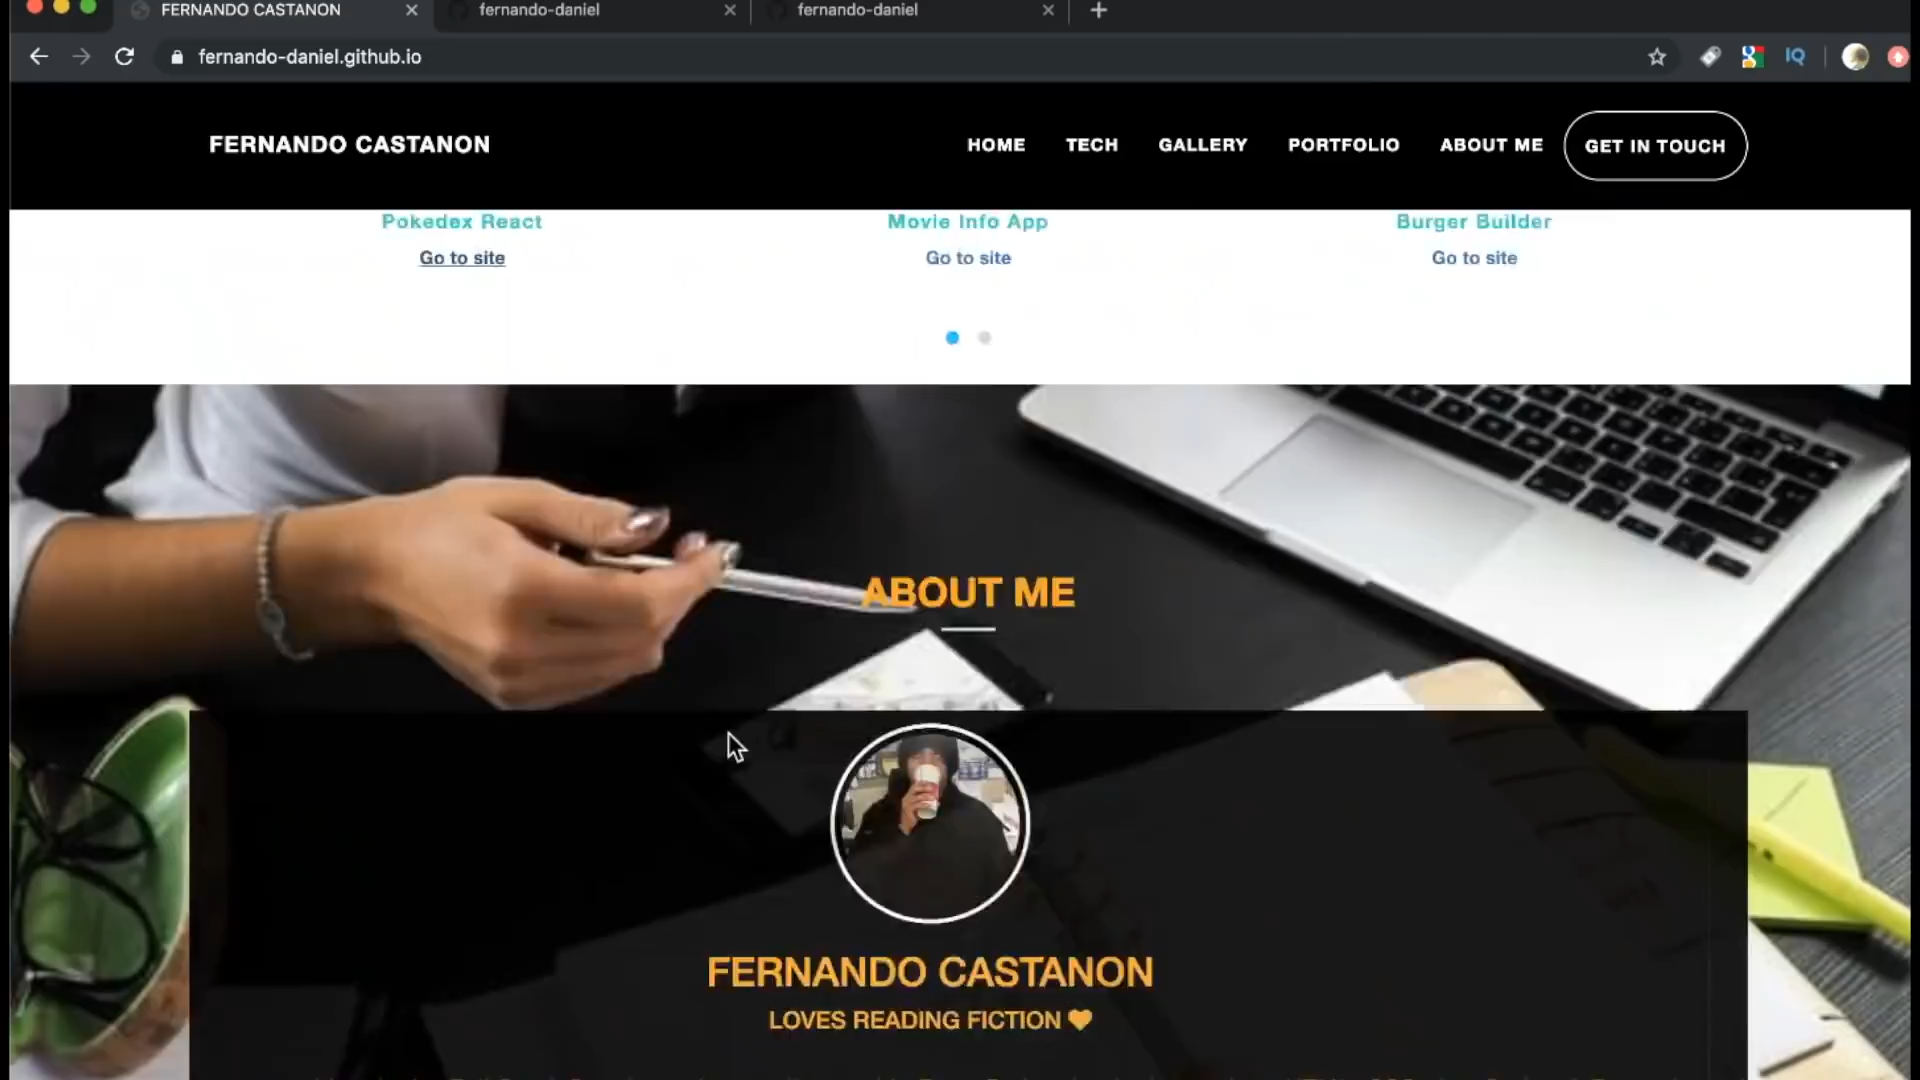 FERNANDO CASTANON
fernando-daniel
fernando-daniel
fernando-daniel.github.io
IQ
FERNANDO CASTANON
HOME TECH GALLERY PORTFOLIO ABOUT ME GET IN TOUCH
Pokedex React Movie Info App Burger Builder
Go to site Go to site Go to site
ABOUT ME
FERNANDO CASTANON
LOVES READING FICTION